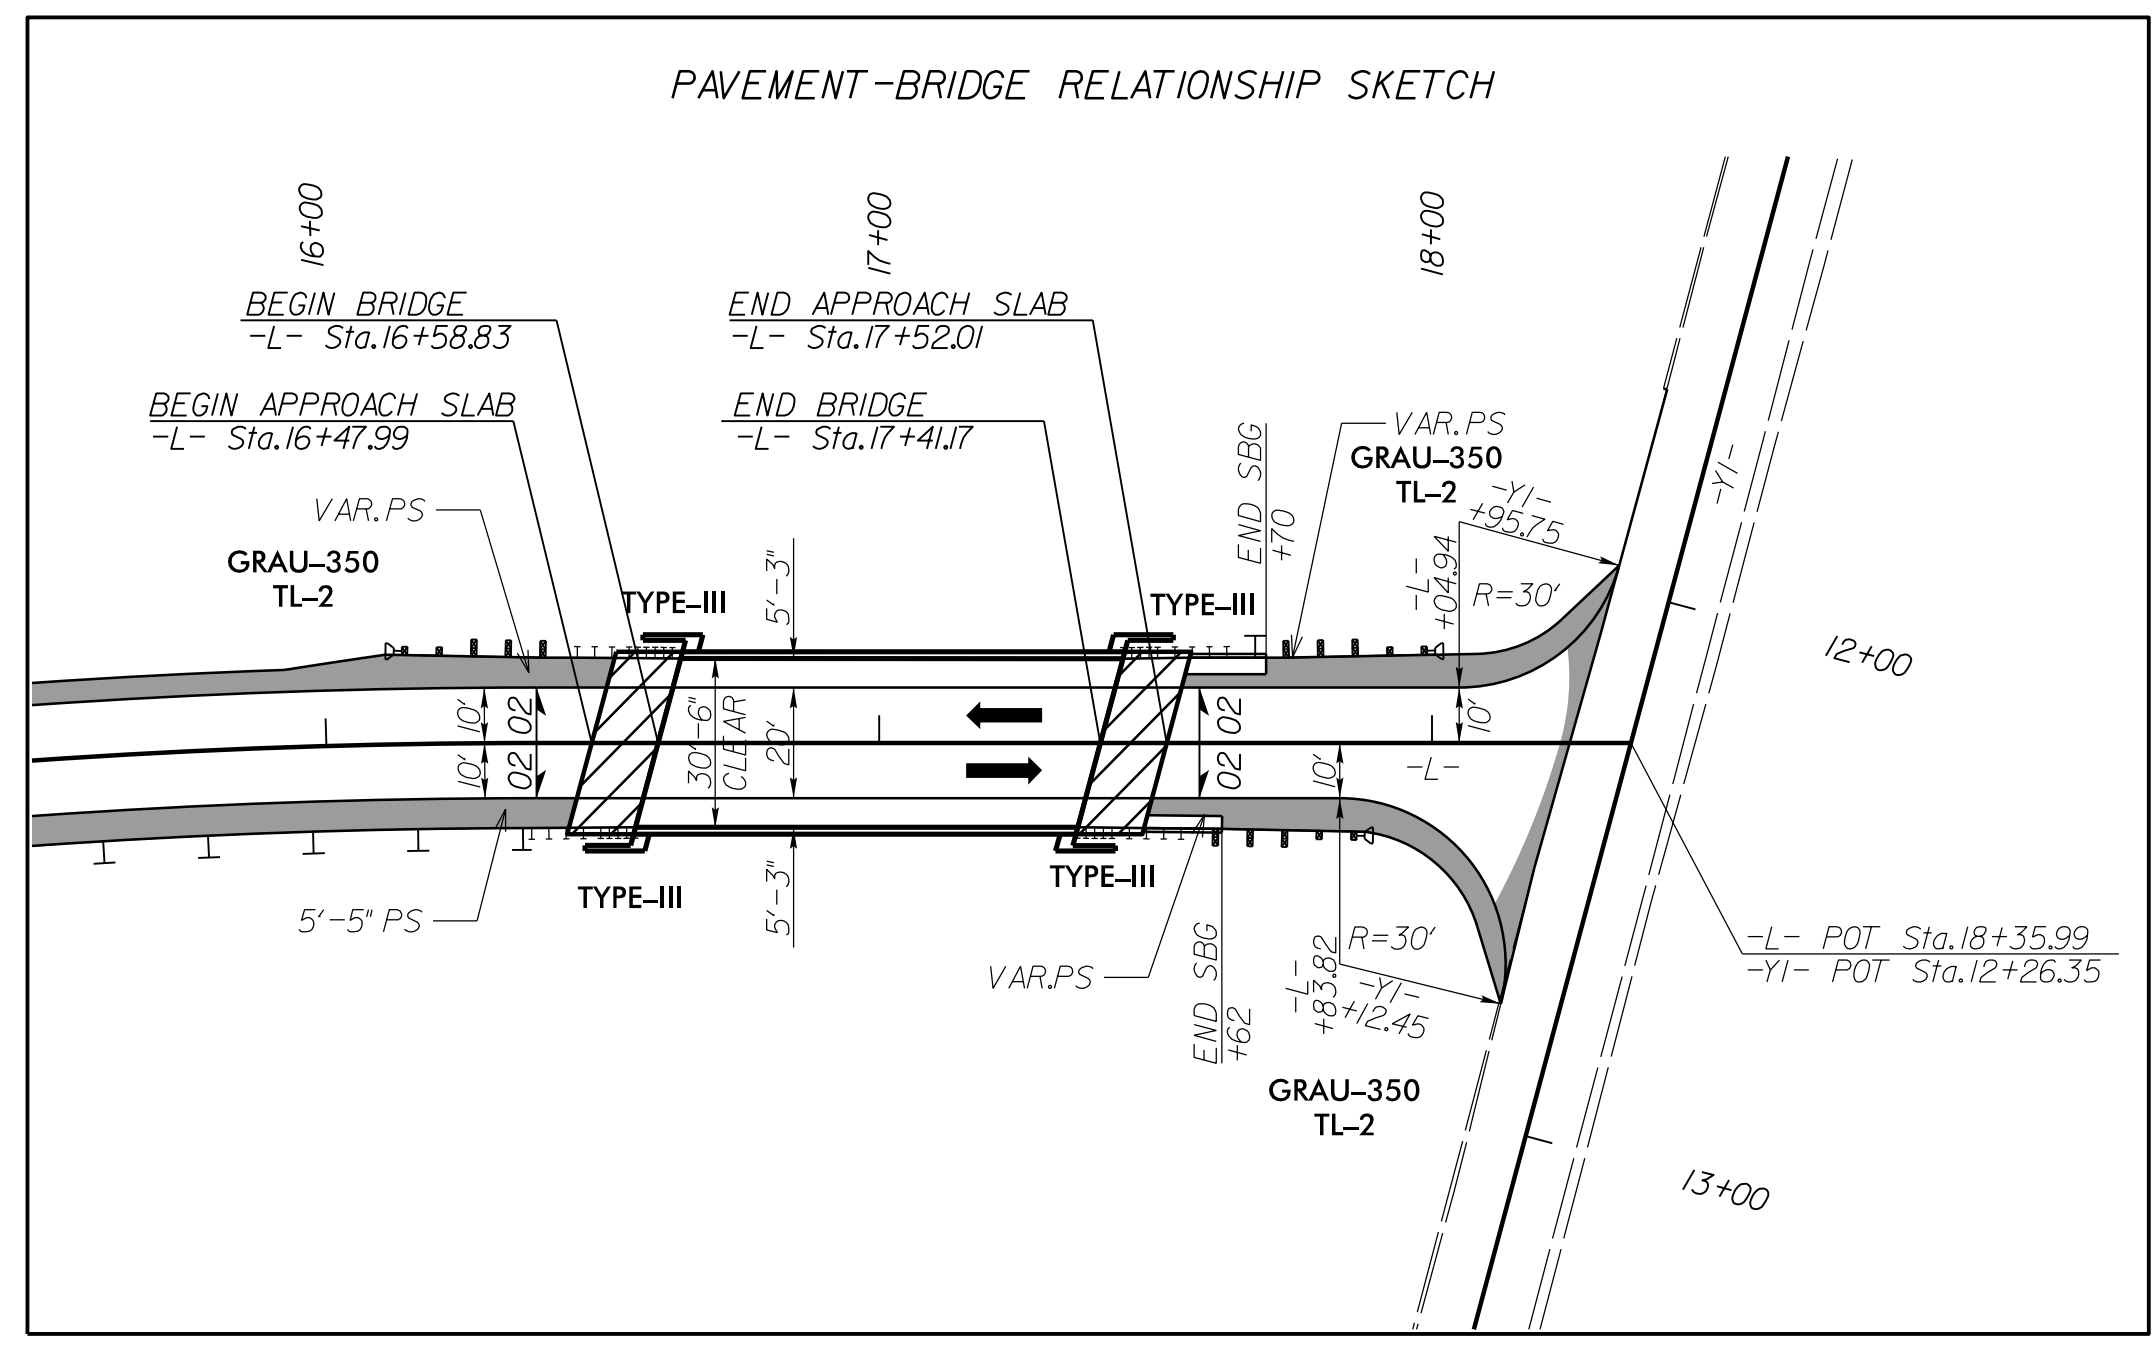 PAVEMENT-BRIDGE RELATIONSHIP SKETCH
16+00
17+00
18+00
BEGIN BRIDGE
-L- Sta.16+58.83
END APPROACH SLAB
-L- Sta.17+52.01
BEGIN APPROACH SLAB
-L- Sta.16+47.99
END BRIDGE
-L- Sta.17+41.17
VAR.PS
GRAU-350
TL-2
VAR.PS
GRAU-350
TL-2
END SBG
+70
-Y1-
+95.75
-L-
+04.94
R=30'
-Y1-
TYPE-III
5'-3"
TYPE-III
12+00
10'
10'
02
02
30'-6"
CLEAR
20'
02
02
10'
10'
-L-
TYPE-III
5'-3"
TYPE-III
5'-5" PS
VAR.PS
END SBG
+62
R=30'
-L-
+83.82
-Y1-
+12.45
-L- POT Sta.18+35.99
-Y1- POT Sta.12+26.35
GRAU-350
TL-2
13+00